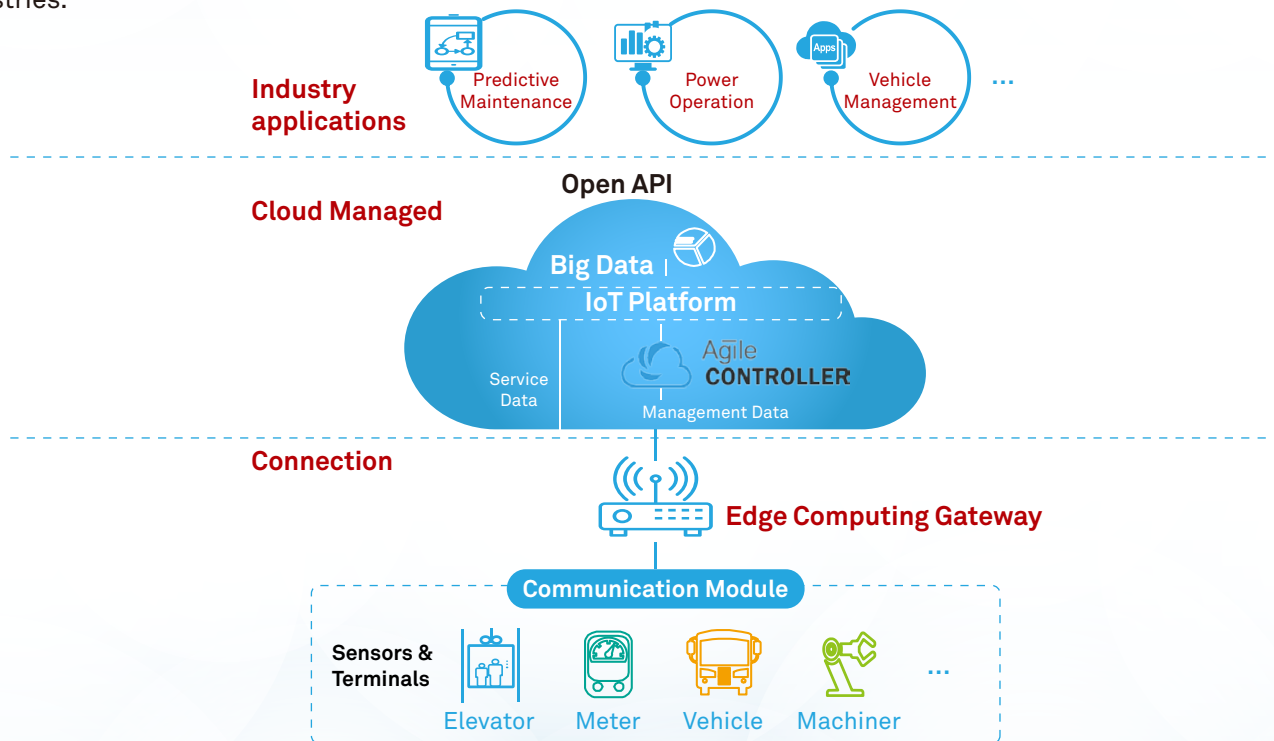 stries.
Apps
Predictive
Maintenance
Power
Operation
Vehicle
Management
...
Industry
applications
Open API
Cloud Managed
Big Data
IoT Platform
Agile
CONTROLLER
Service
Data
Management Data
Connection
Edge Computing Gateway
Communication Module
Sensors &
Terminals
...
Elevator
Meter
Vehicle
Machiner